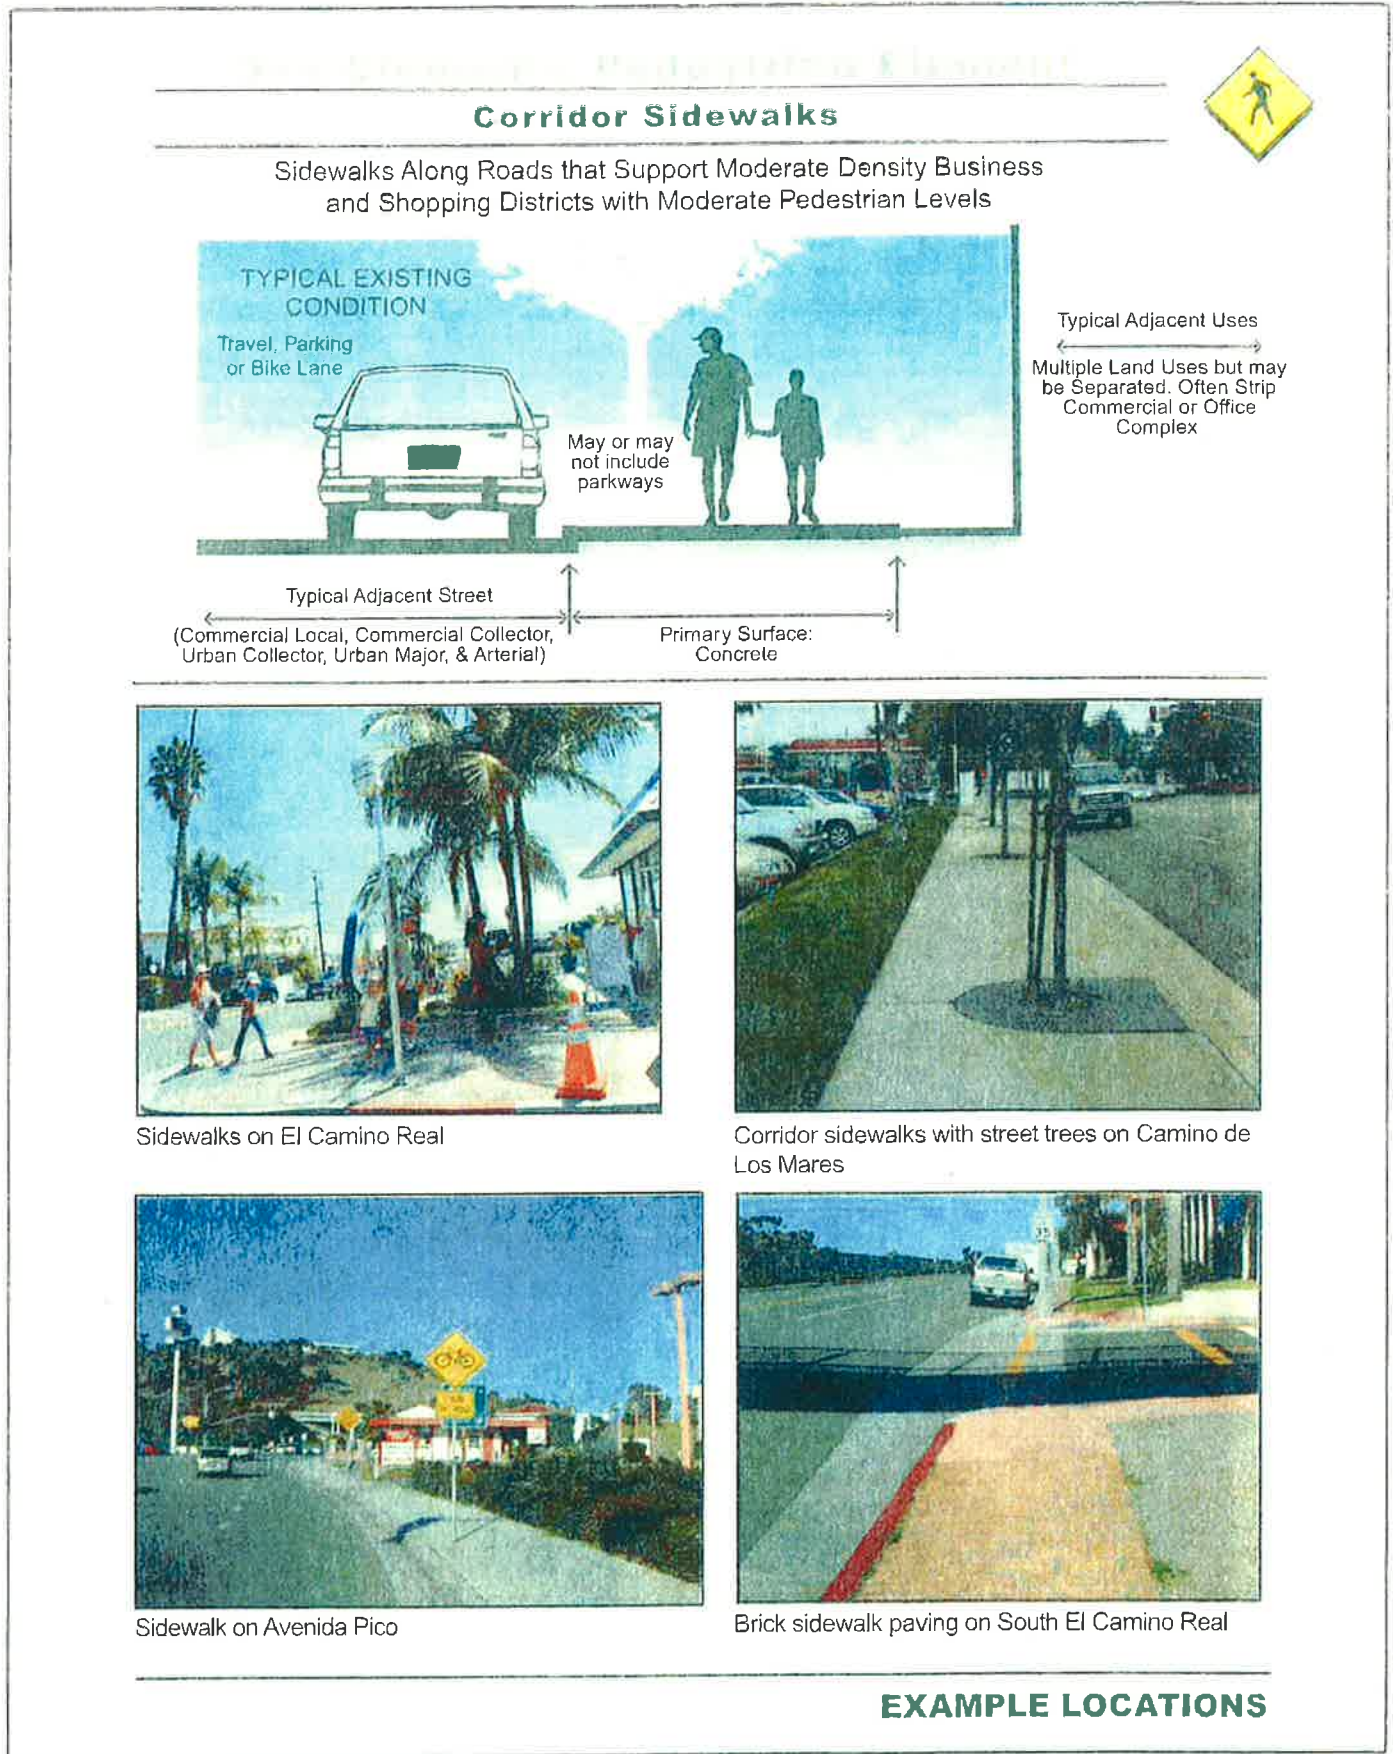 Corridor Sidewalks
Sidewalks Along Roads that Support Moderate Density Business
and Shopping Districts with Moderate Pedestrian Levels
TYPICAL EXISTING
CONDITION
Travel, Parking
or Bike Lane
May or may
not include
parkways
Typical Adjacent Uses
Multiple Land Uses but may
be Separated. Often Strip
Commercial or Office
Complex
Typical Adjacent Street
(Commercial Local, Commercial Collector,
Urban Collector, Urban Major, & Arterial)
Primary Surface:
Concrete
Sidewalks on El Camino Real
Corridor sidewalks with street trees on Camino de
Los Mares
35
Sidewalk on Avenida Pico
Brick sidewalk paving on South El Camino Real
EXAMPLE LOCATIONS